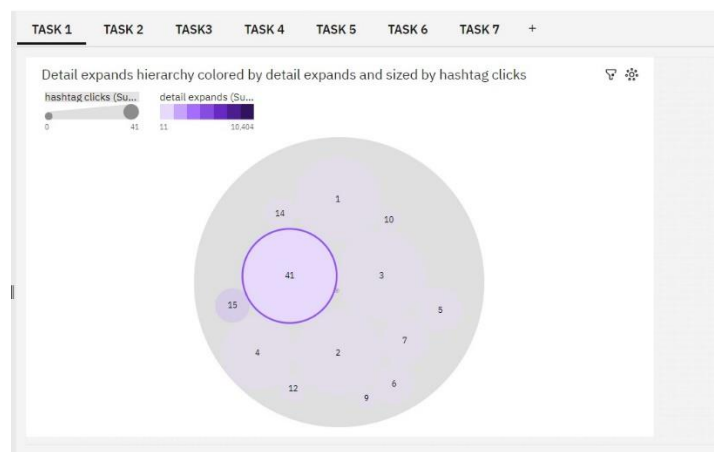 TASK 1 TASK 2 TASK3 TASK 4 TASK 5 TASK 6 TASK 7 +
Detail expands hierarchy colored by detail expands and sized by hashtag clicks
hashtag clicks (Su... detail expands (Su...
0 41 11 10,404
1
14
10
41 3
15
5
7
4 2
6
12
9